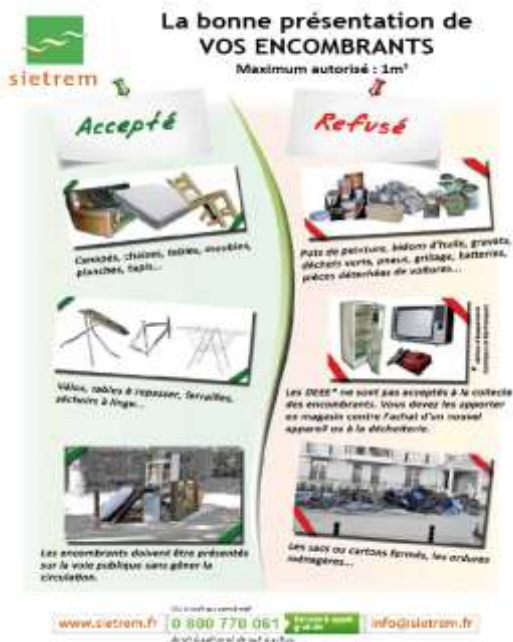 La bonne présentation de
VOS ENCOMBRANTS
Maximum autorisé : 1m³
sietrem
Accepté
Refusé
Canapés, chaises, tables, meubles,
planches, tapis...
Pots de peinture, bidons d'huile, gravats,
déchets verts, pneus, grillage, batteries,
pièces détachées de voitures...
Vélos, tables à repasser, ferrailles,
séchoirs à linge...
Les DEEE* ne sont pas acceptés à la collecte
des encombrants. Vous devez les apporter
en magasin contre l'achat d'un nouvel
appareil ou à la déchetterie.
Les encombrants doivent être présentés
sur la voie publique sans gêner la
circulation.
Les sacs ou cartons fermés, les ordures
ménagères...
www.sietrem.fr
0 800 770 061
info@sietrem.fr